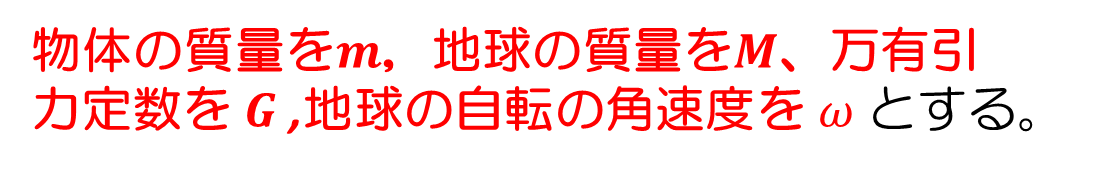 物体の質量をm, 地球の質量をM、万有引
力定数を G ,地球の自転の角速度を ω とする。